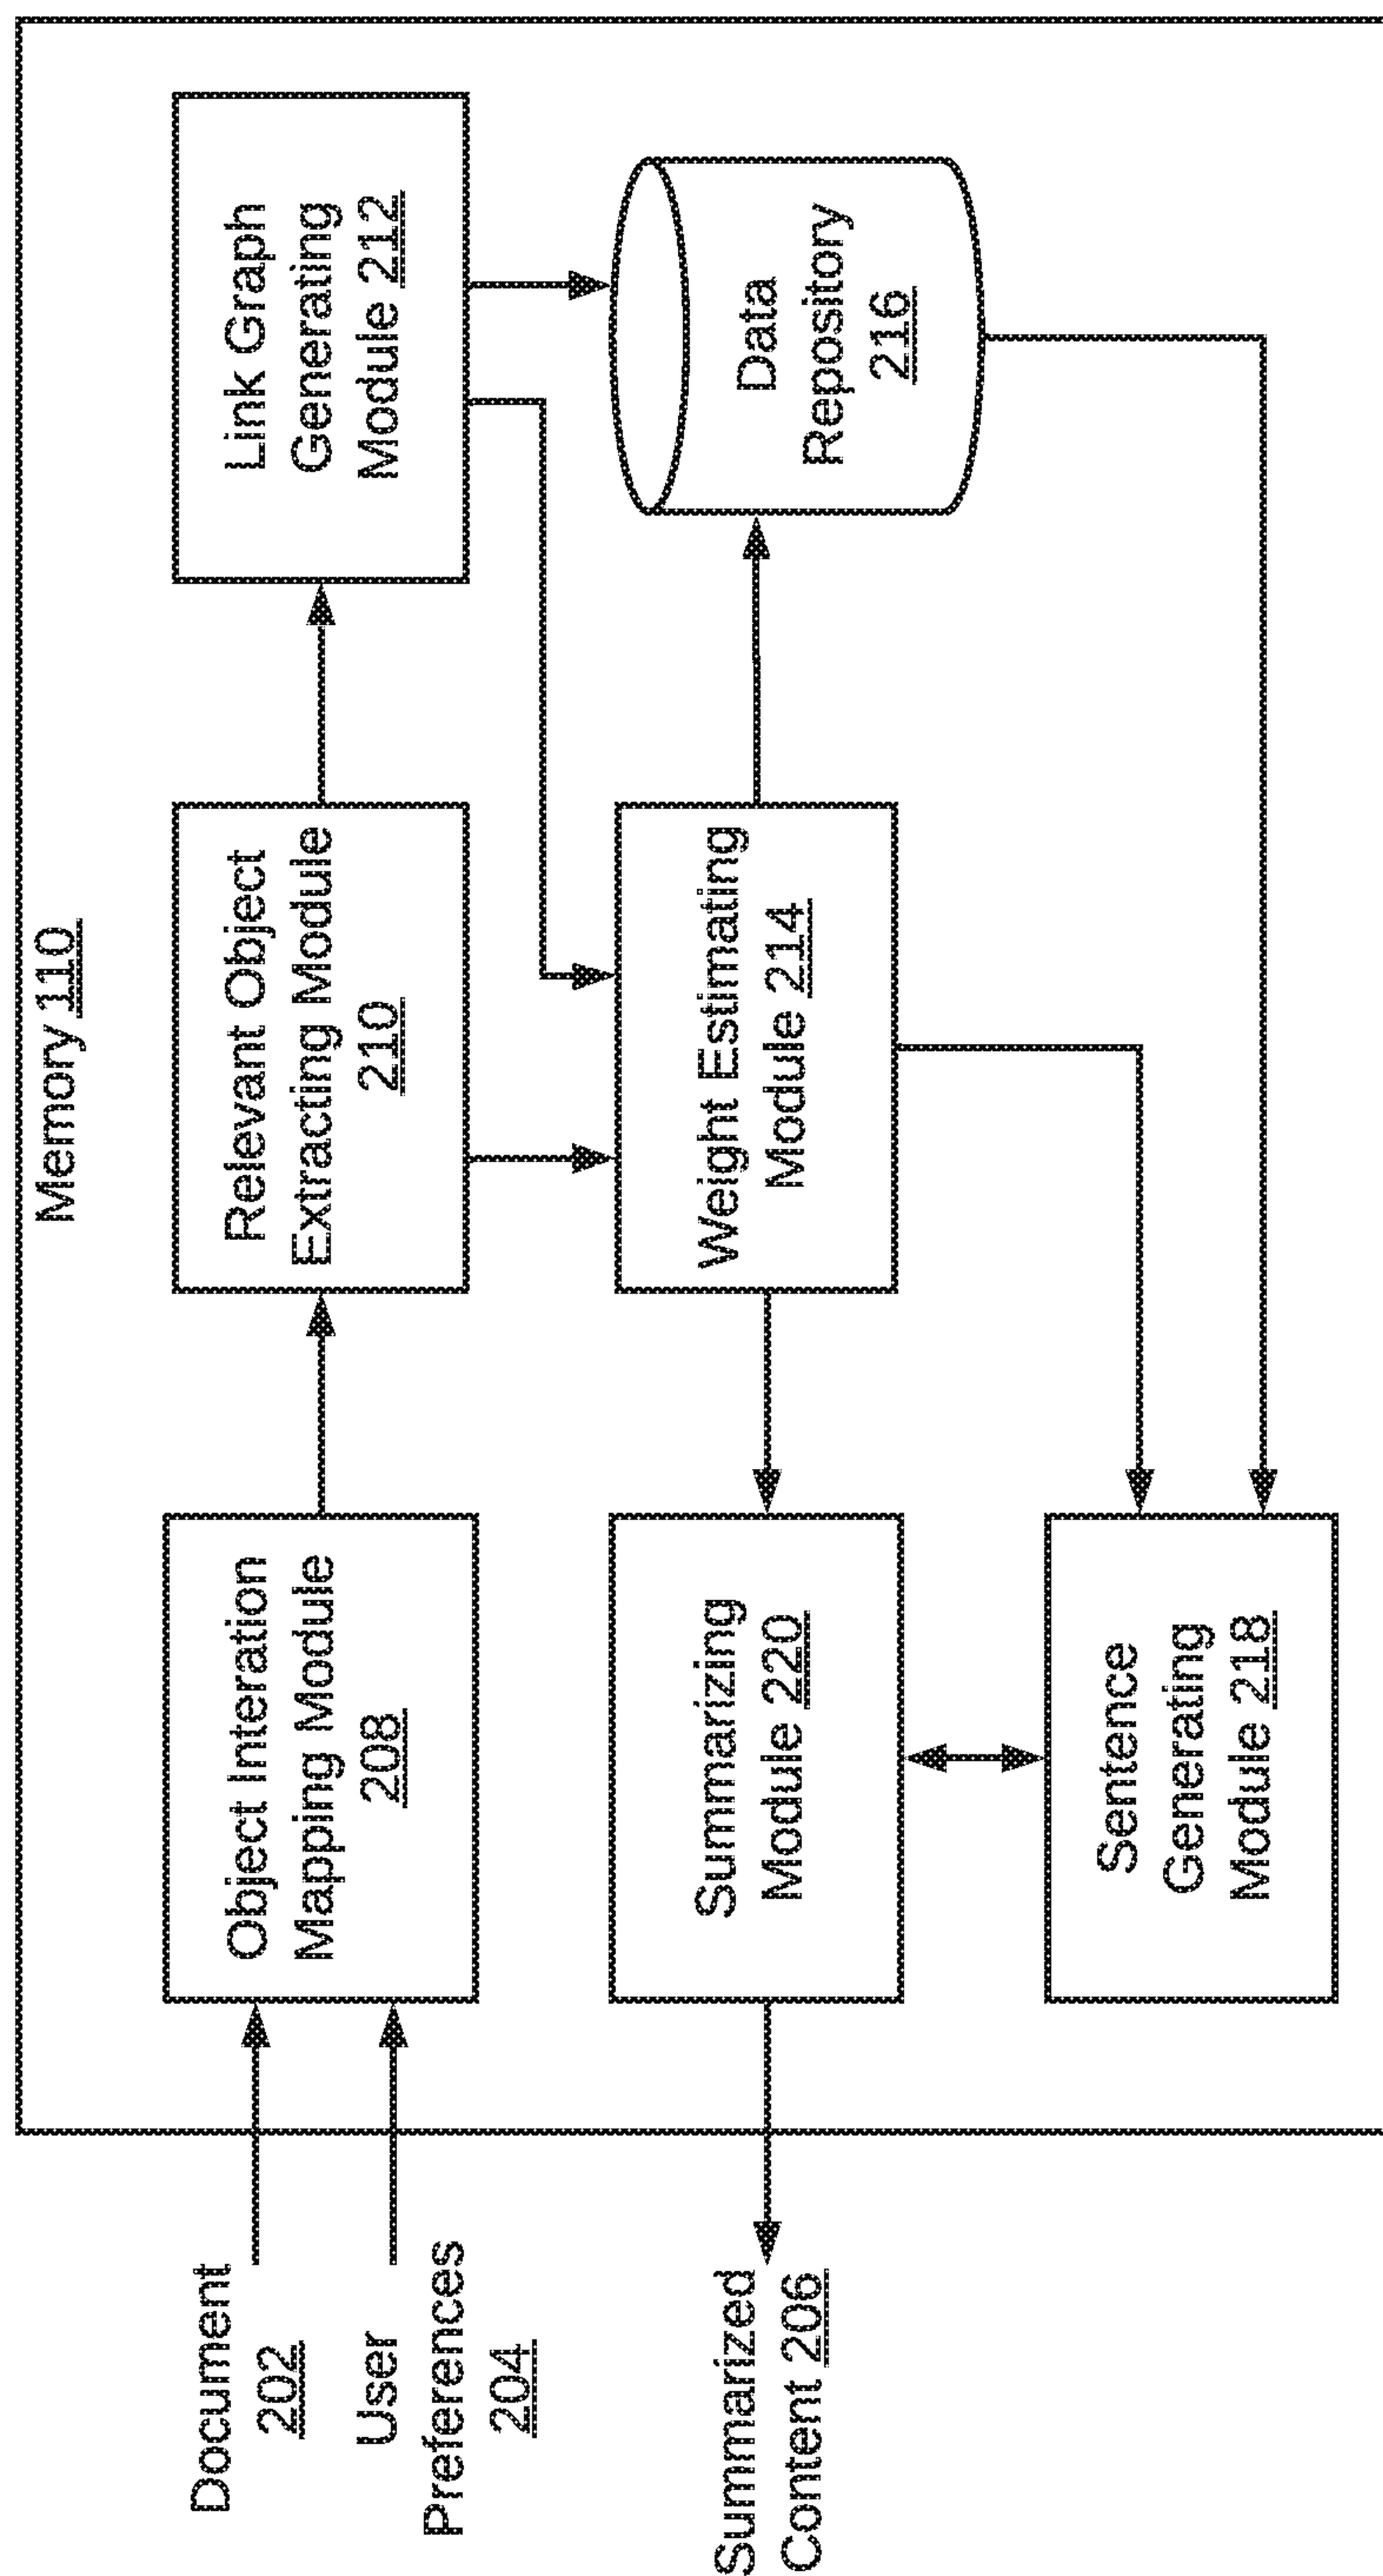 Memory 110
Document
202
User
Preferences
204
Object Interation
Mapping Module
208
Relevant Object
Extracting Module
210
Link Graph
Generating
Module 212
Summarized
Content 206
Summarizing
Module 220
Weight Estimating
Module 214
Data
Repository
216
Sentence
Generating
Module 218